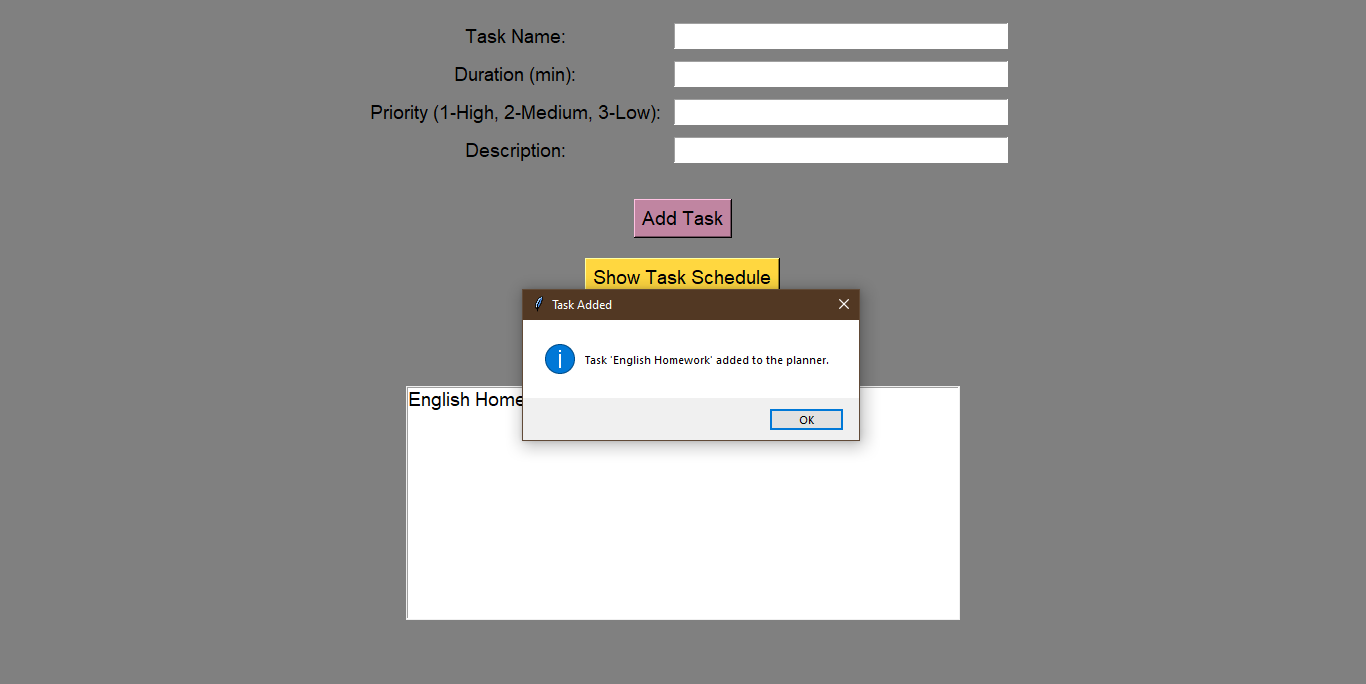 Task Name:
Duration (min):
Priority (1-High, 2-Medium, 3-Low):
Description:
Add Task
Show Task Schedule
Task Added
Task 'English Homework' added to the planner.
OK
English Home